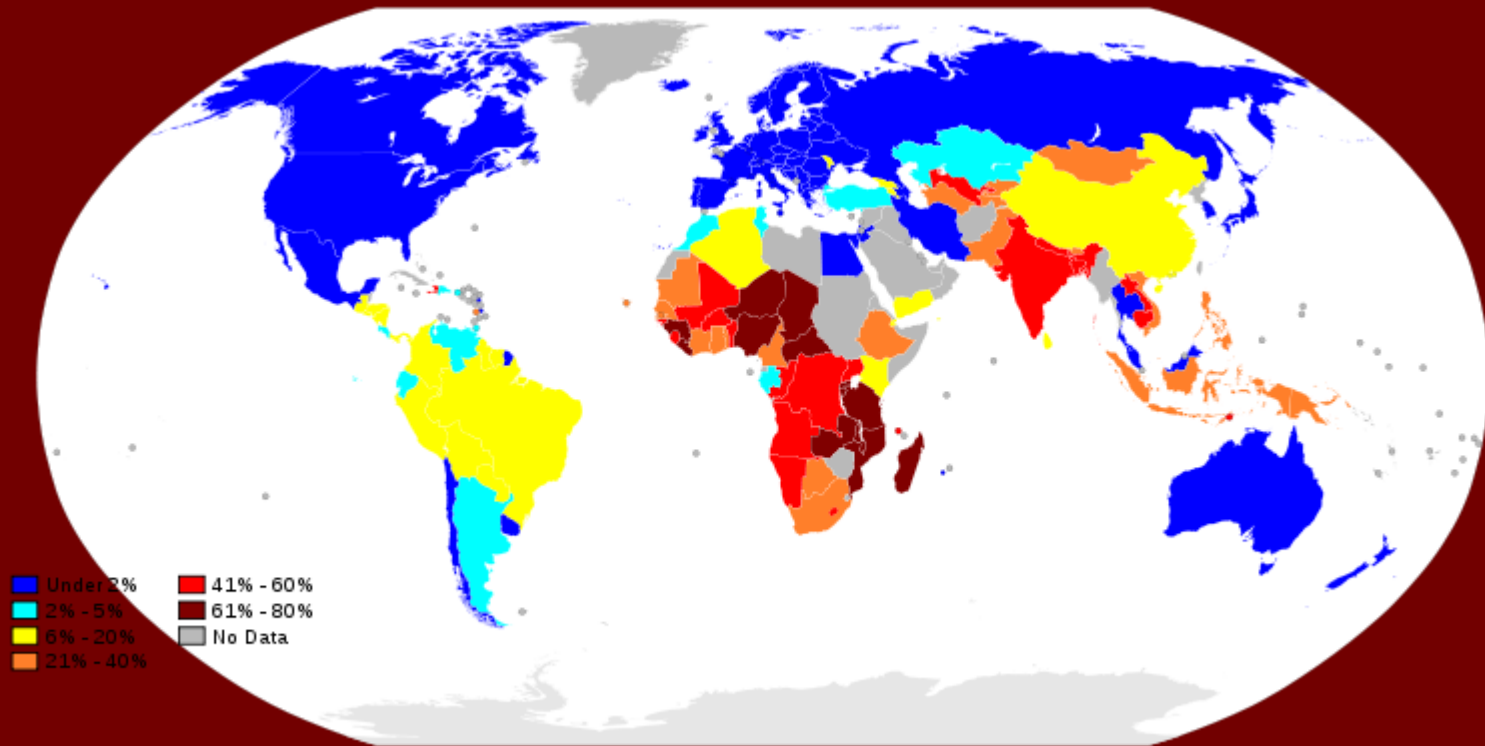 Under 2%
2% - 5%
6% - 20%
21% - 40%
41% - 60%
61% - 80%
No Data